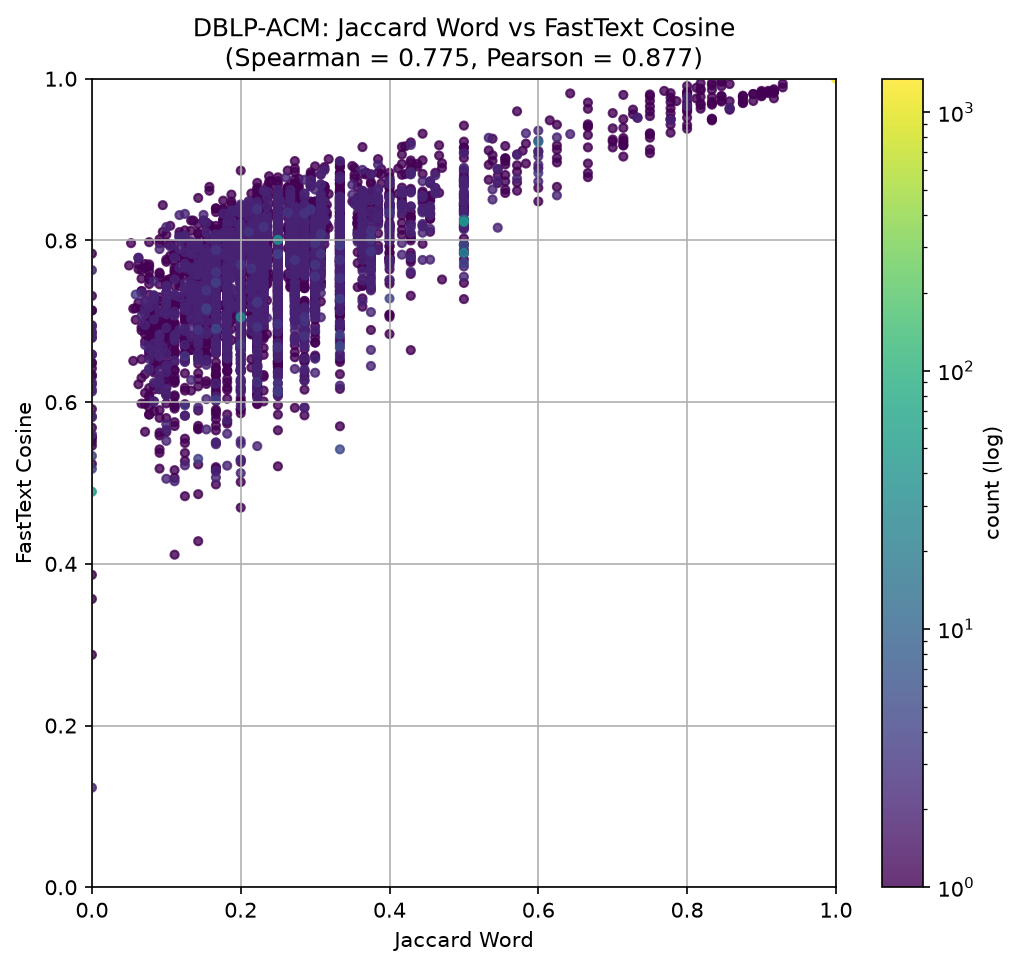 DBLP-ACM: Jaccard Word vs FastText Cosine
(Spearman = 0.775, Pearson = 0.877)
1.0
0.8
0.6
0.4
0.2
0.0
FastText Cosine
0.0 0.2 0.4 0.6 0.8 1.0
Jaccard Word
10³
10²
10¹
10⁰
count (log)